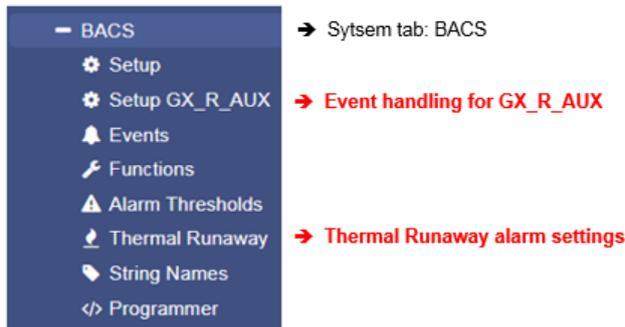 BACS ➔ Sytsem tab: BACS
Setup
Setup GX_R_AUX ➔ Event handling for GX_R_AUX
Events
Functions
Alarm Thresholds
Thermal Runaway ➔ Thermal Runaway alarm settings
String Names
Programmer